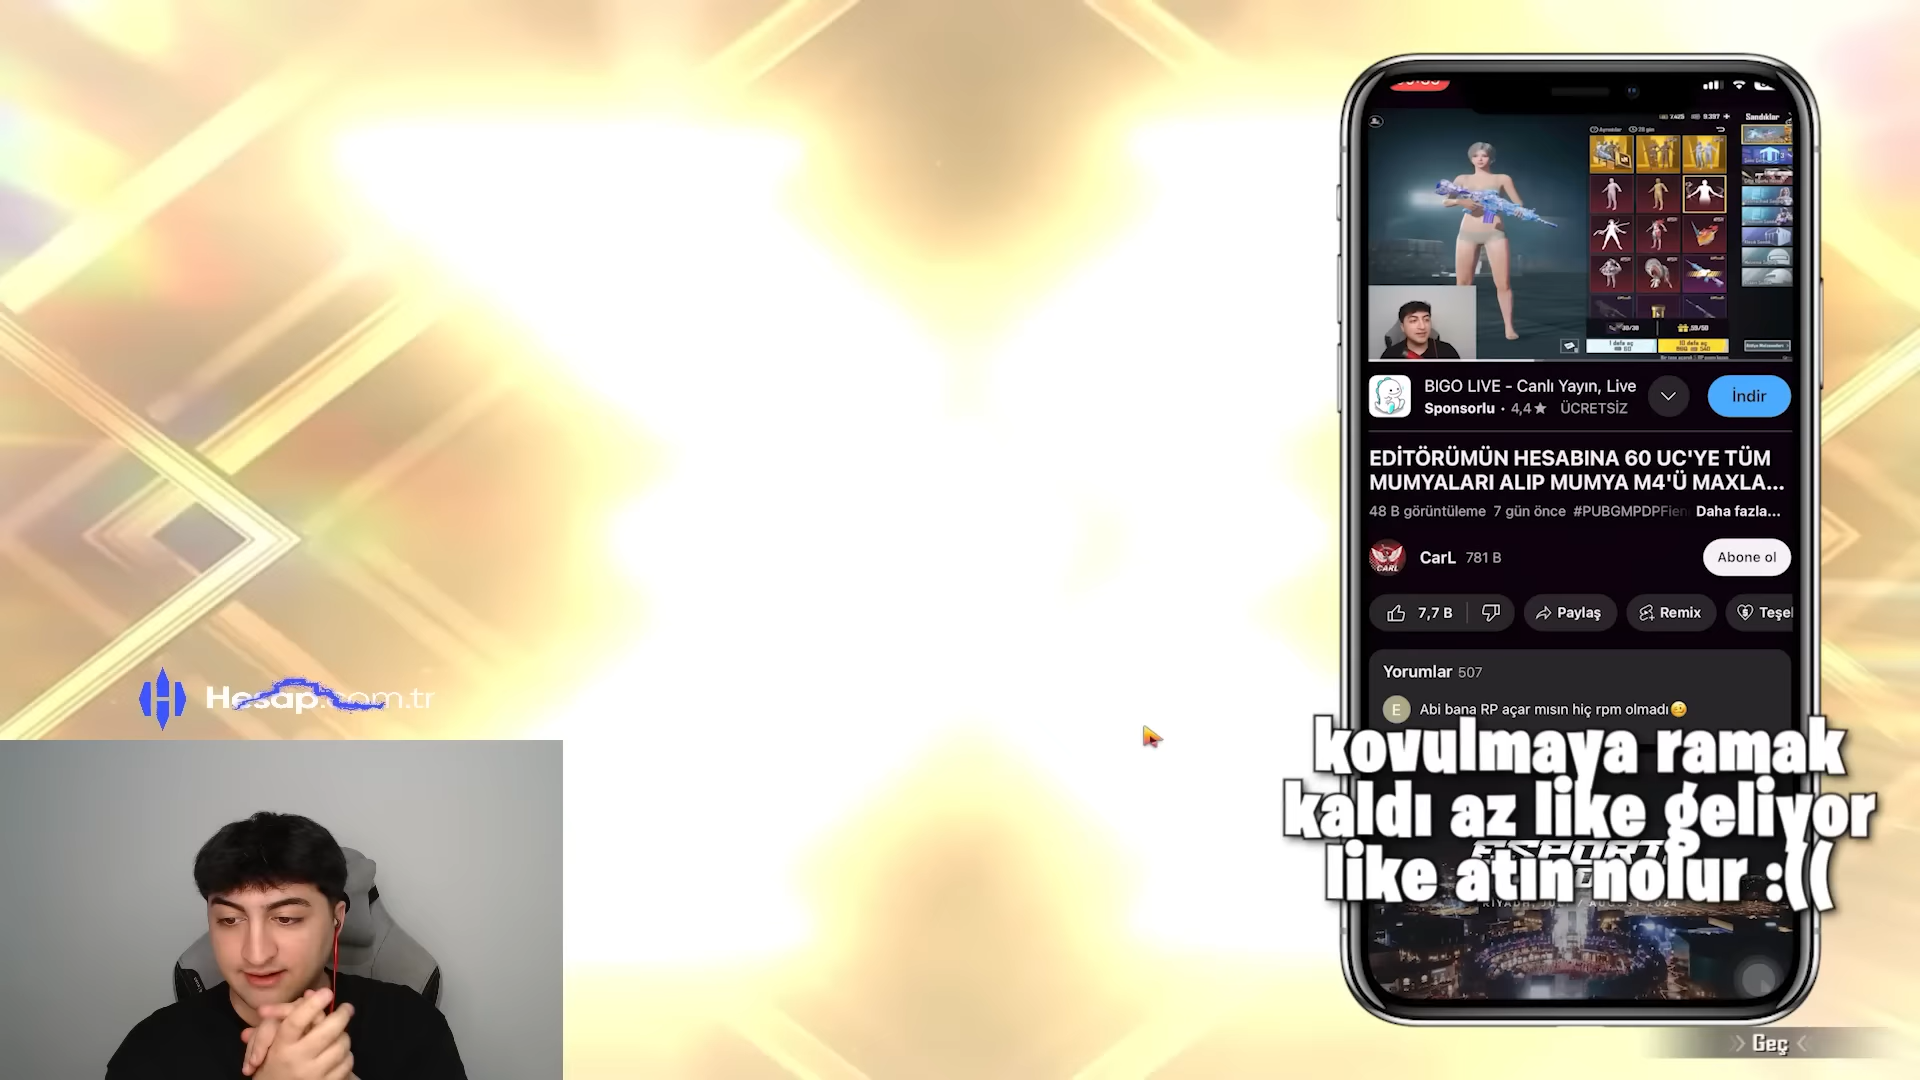 Sandıklar
BIGO LIVE - Canlı Yayın, Live
Sponsorlu • 4,4★ ÜCRETSİZ
İndir
EDİTÖRÜMÜN HESABINA 60 UC'YE TÜM
MUMYALARI ALIP MUMYA M4'Ü MAXLA...
48 B görüntüleme 7 gün önce #PUBGMPDPFien Daha fazla...
CARL
CarL 781 B
Abone ol
7,7 B
Paylaş
Remix
Teşe
Yorumlar 507
E
Abi bana RP açar mısın hiç rpm olmadı🥴
Hesap.com.tr
kovulmaya ramak
kaldı az like geliyor
like atın nolur :((
Geç